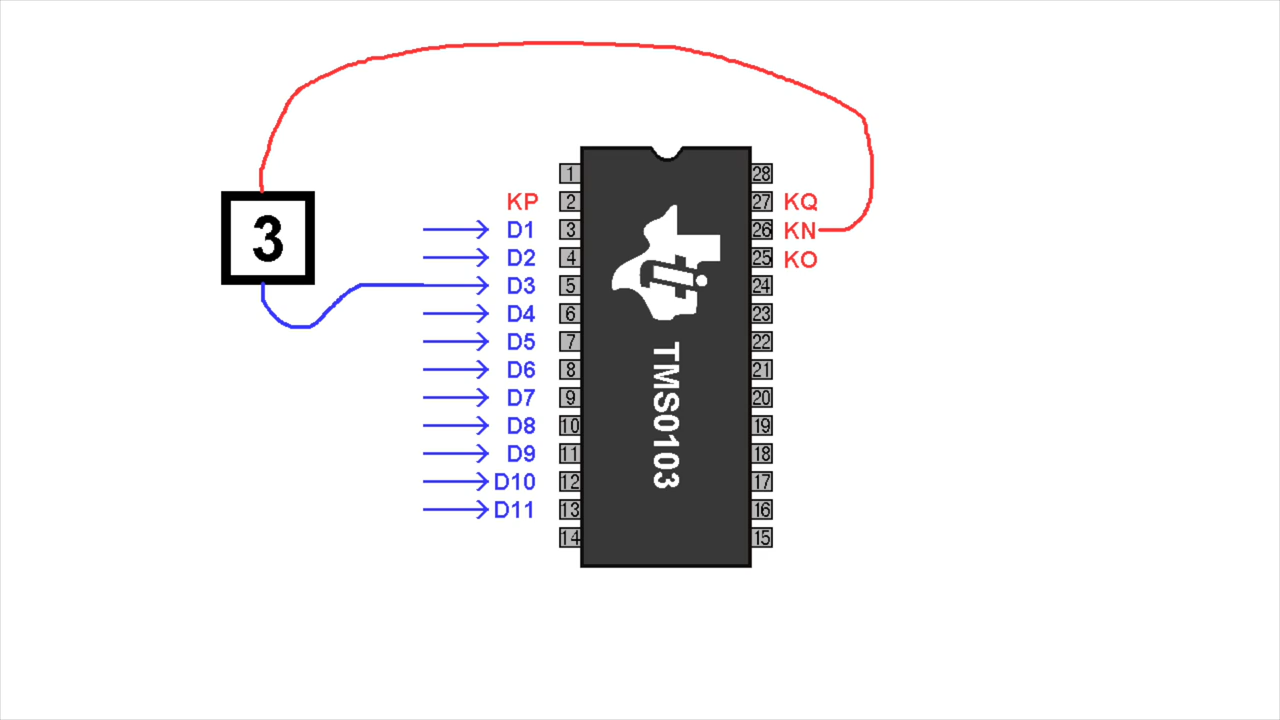 1 28
KP 2 27 KQ
3 D1 3 26 KN
D2 4 25 KO
D3 5 24
D4 6 23
D5 7 22
D6 8 21
D7 9 20
D8 10 19
D9 11 18
D10 12 17
D11 13 16
14 15
TMS0103